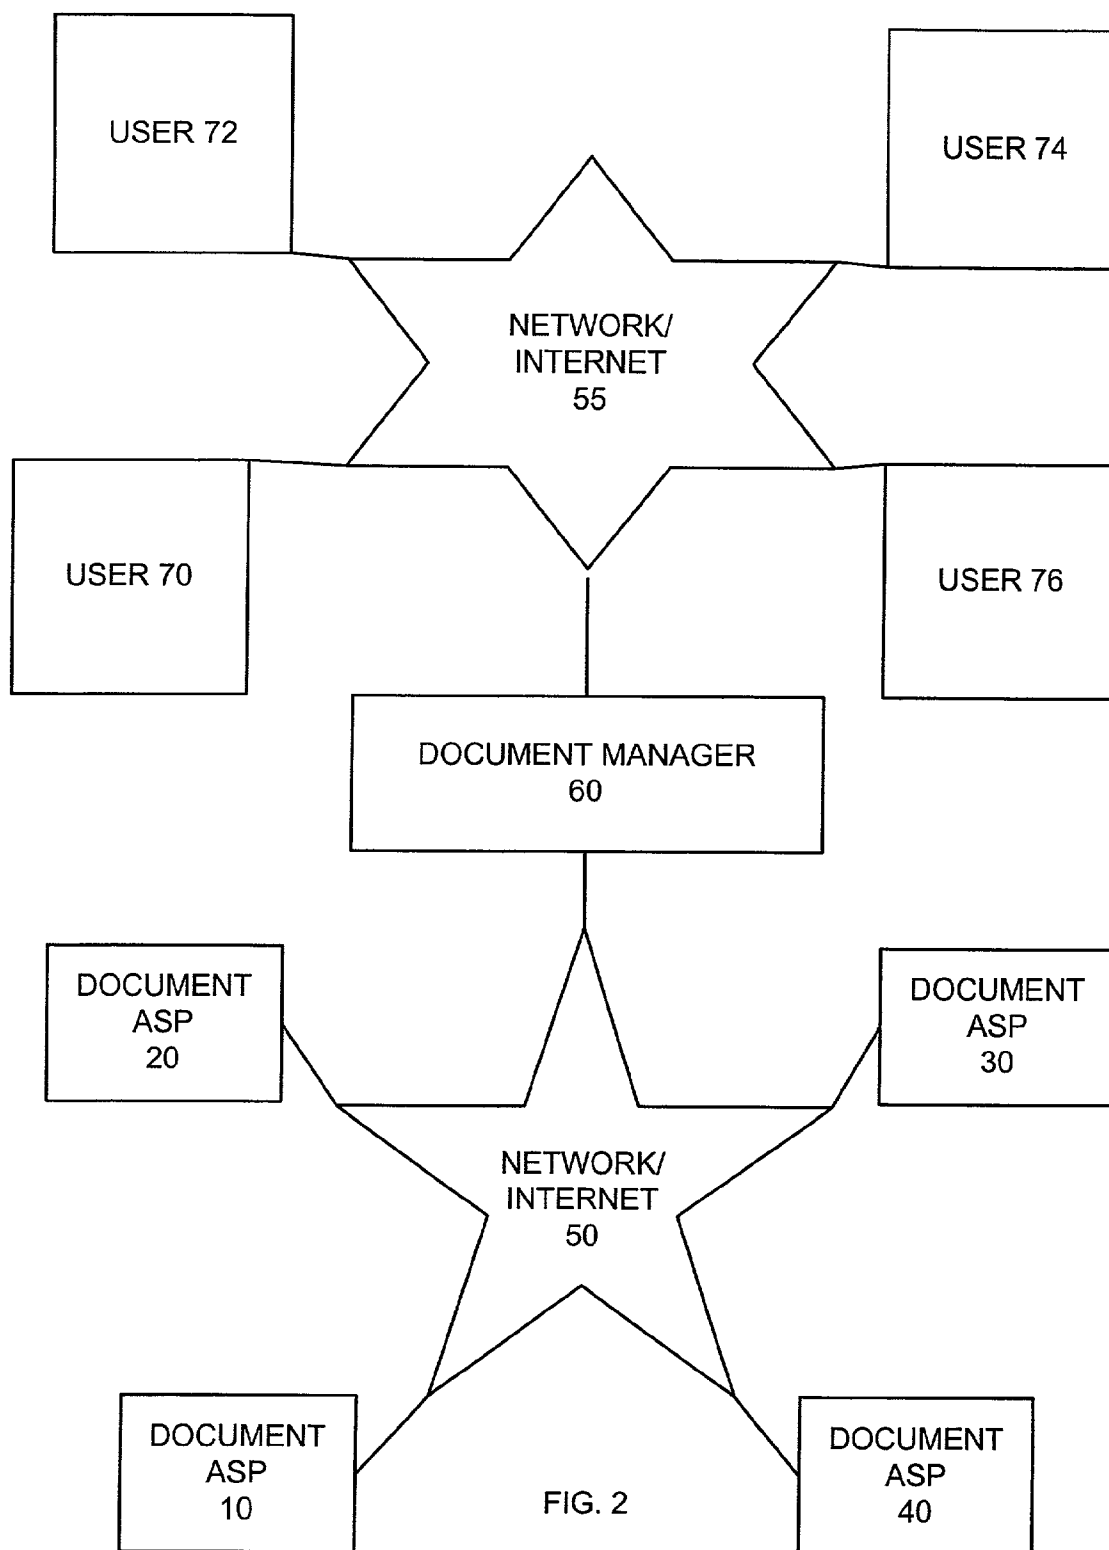 USER 72
USER 74
NETWORK/
INTERNET
55
USER 70
USER 76
DOCUMENT MANAGER
60
DOCUMENT
ASP
20
DOCUMENT
ASP
30
NETWORK/
INTERNET
50
DOCUMENT
ASP
10
DOCUMENT
ASP
40
FIG. 2